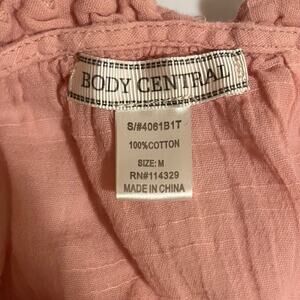 BODY CENTRAL
S/#4061B1T
100%COTTON
SIZE: M
RN#114329
MADE IN CHINA